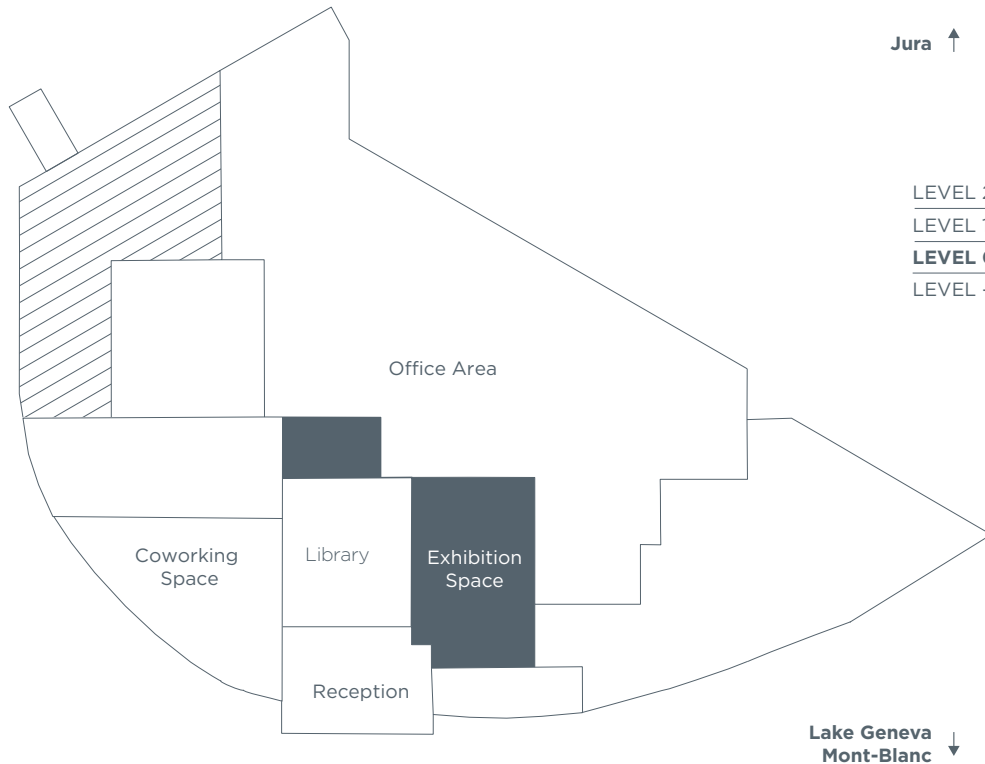 Jura
LEVEL
LEVEL
LEVEL
LEVEL
Office Area
Coworking
Space
Library
Exhibition
Space
Reception
Lake Geneva
Mont-Blanc